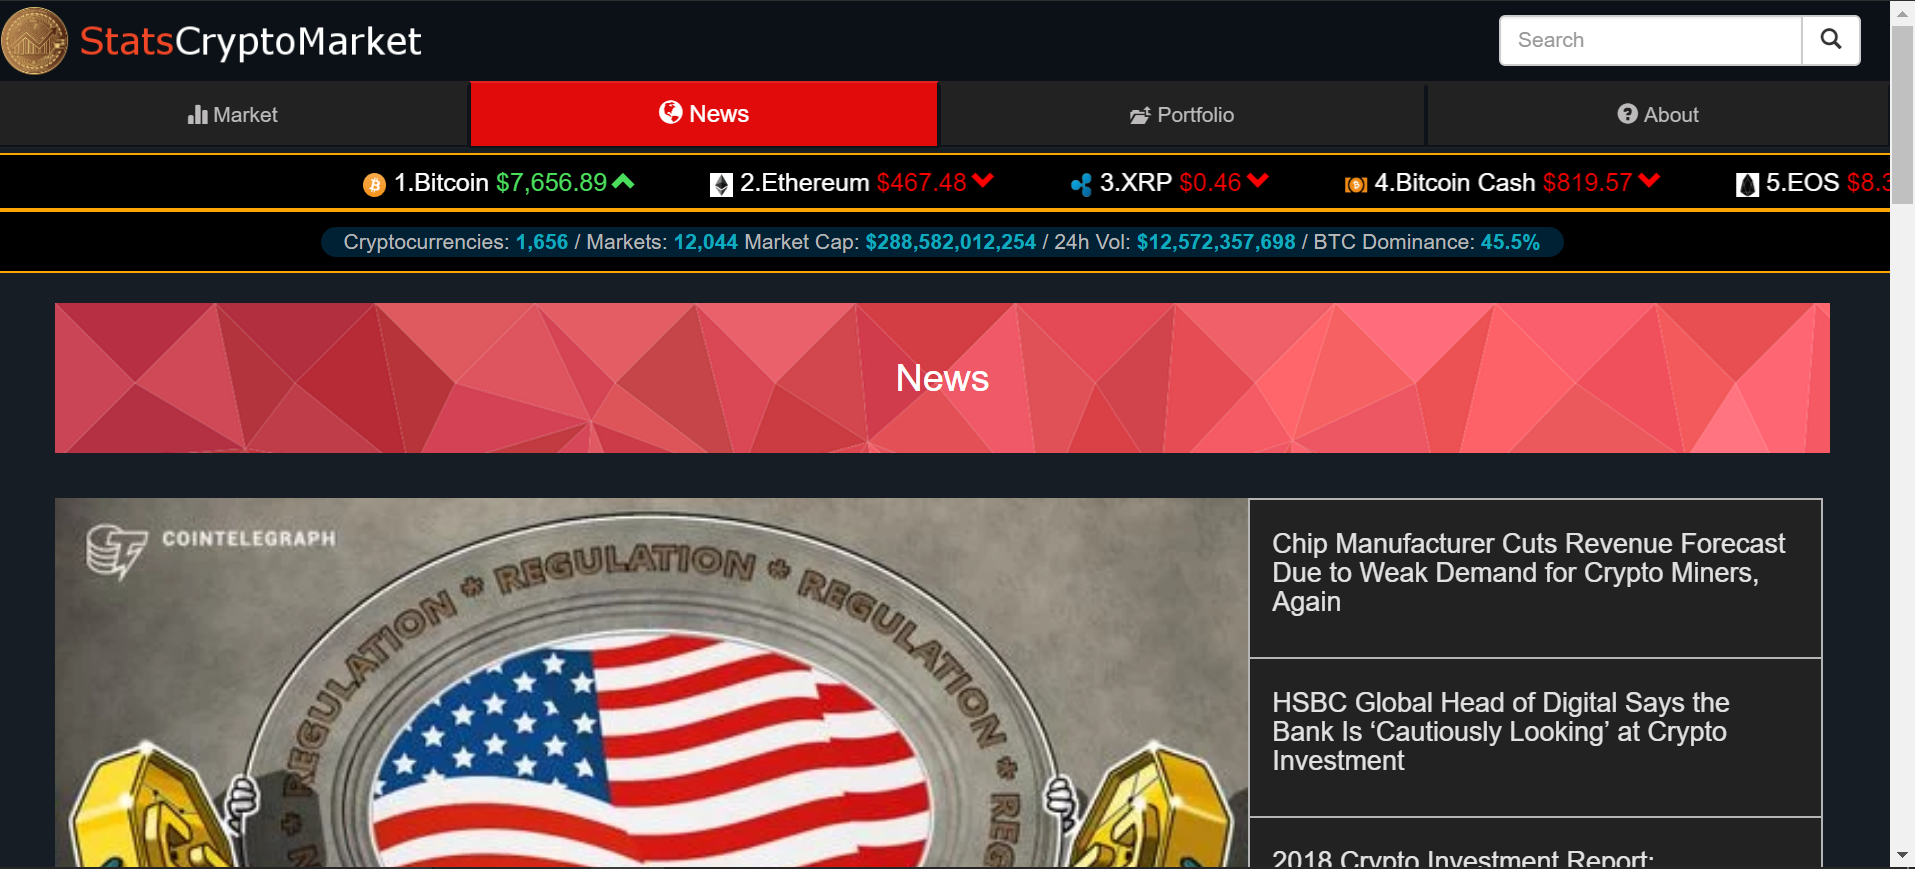 StatsCryptoMarket
Search
Market
News
Portfolio
About
1.Bitcoin $7,656.89
2.Ethereum $467.48
3.XRP $0.46
4.Bitcoin Cash $819.57
5.EOS $8.3
Cryptocurrencies: 1,656 / Markets: 12,044 Market Cap: $288,582,012,254 / 24h Vol: $12,572,357,698 / BTC Dominance: 45.5%
News
COINTELEGRAPH
REGULATION * REGULATION * REGULATION * REG
Chip Manufacturer Cuts Revenue Forecast
Due to Weak Demand for Crypto Miners,
Again
HSBC Global Head of Digital Says the
Bank Is ‘Cautiously Looking’ at Crypto
Investment
2018 Crypto Investment Report: